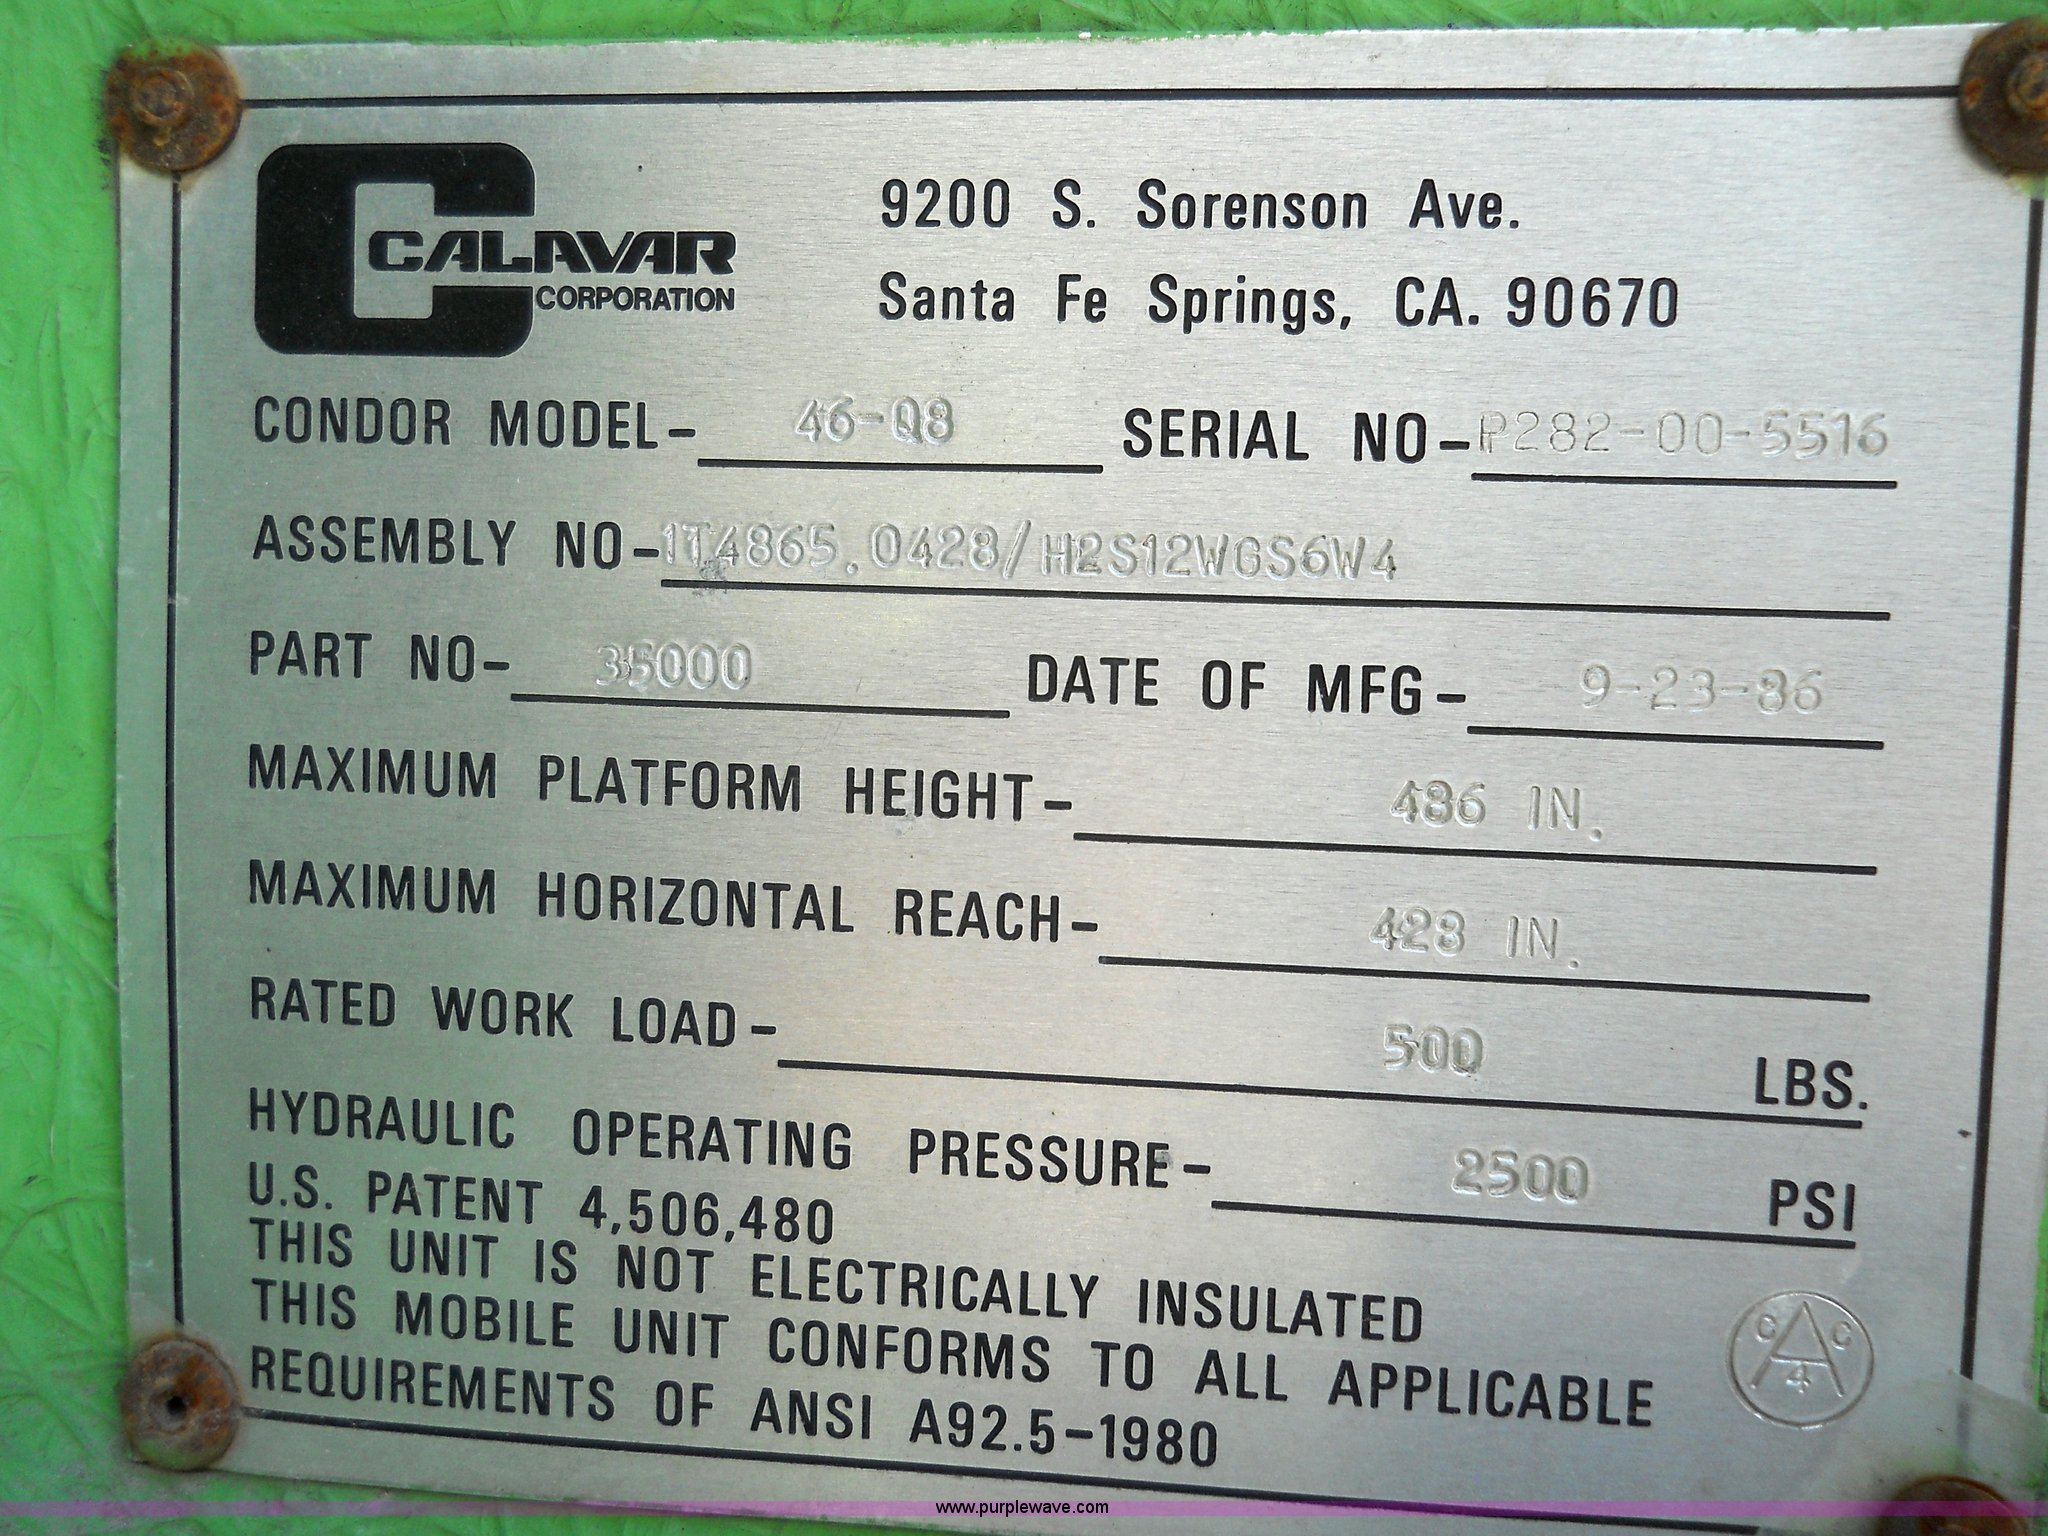 CALAVAR
CORPORATION
9200 S. Sorenson Ave.
Santa Fe Springs, CA. 90670
CONDOR MODEL- 46-Q8 SERIAL NO- P282-00-5516
ASSEMBLY NO- 1T4865.0428/H2S12WGS6W4
PART NO- 35000 DATE OF MFG- 9-23-86
MAXIMUM PLATFORM HEIGHT- 486 IN.
MAXIMUM HORIZONTAL REACH- 428 IN.
RATED WORK LOAD- 500 LBS.
HYDRAULIC OPERATING PRESSURE- 2500 PSI
U.S. PATENT 4,506,480
THIS UNIT IS NOT ELECTRICALLY INSULATED
THIS MOBILE UNIT CONFORMS TO ALL APPLICABLE
REQUIREMENTS OF ANSI A92.5-1980
C A C
4
www.purplewave.com